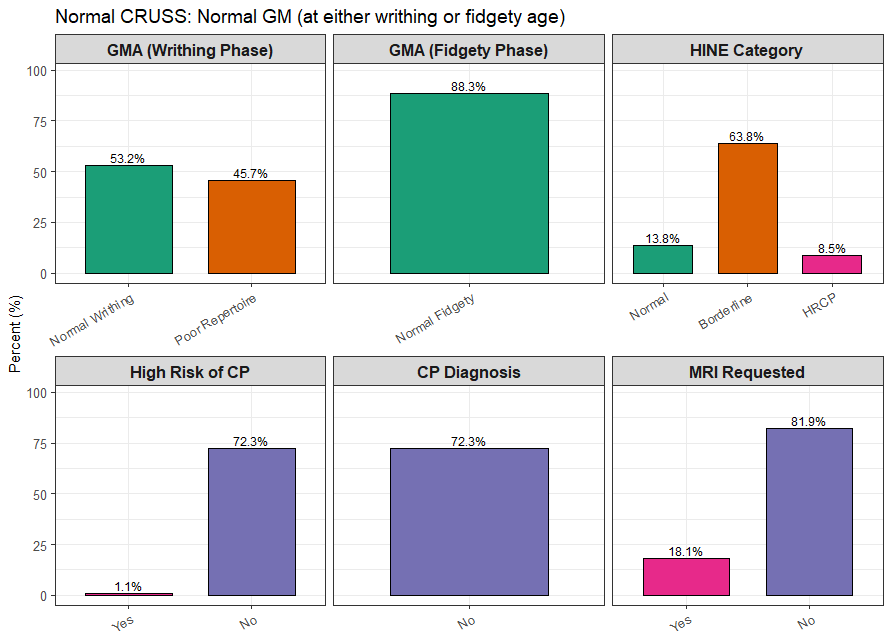 Normal CRUSS: Normal GM (at either writhing or fidgety age)
GMA (Writhing Phase)
GMA (Fidgety Phase)
HINE Category
100
75
50
25
0
53.2%
45.7%
88.3%
13.8%
63.8%
8.5%
Normal Writhing
Poor Repertoire
Normal Fidgety
Normal
Borderline
HRCP
Percent (%)
High Risk of CP
CP Diagnosis
MRI Requested
100
75
50
25
0
1.1%
72.3%
72.3%
18.1%
81.9%
Yes
No
No
Yes
No